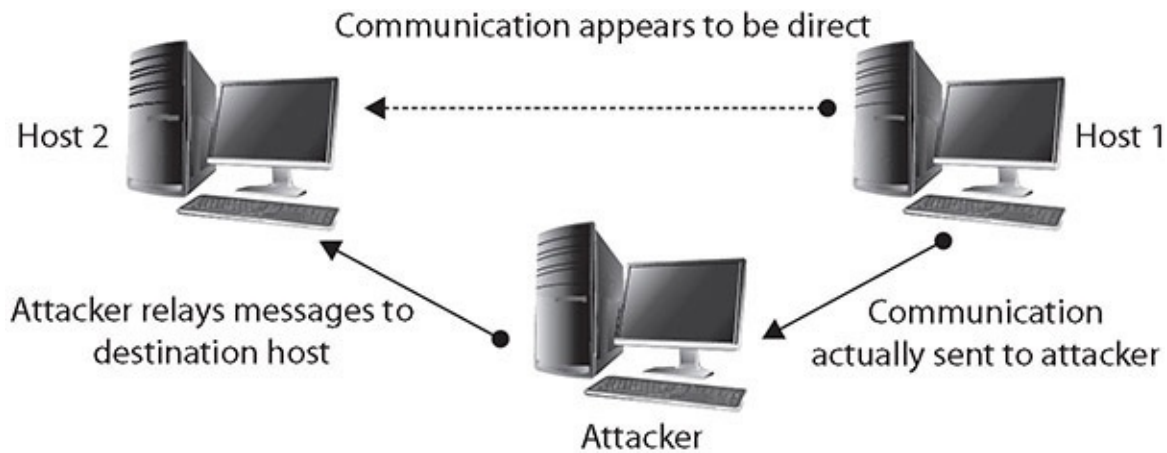 Communication appears to be direct
Host 2
Host 1
Attacker relays messages to
destination host
Communication
actually sent to attacker
Attacker